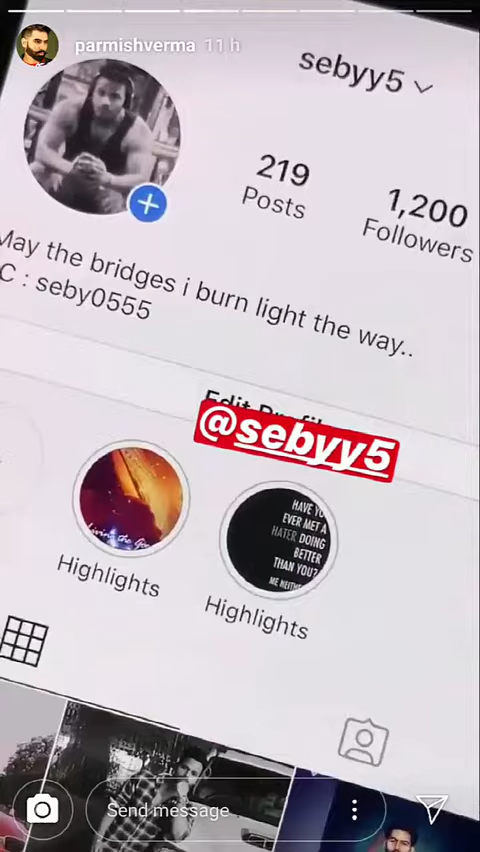 parmishverma 11 h
sebyy5
219
Posts
1,200
Followers
May the bridges i burn light the way..
C : seby0555
@sebyy5
Highlights
HAVE
EVER MET A
HATER DOING
BETTER
THAN YOU?
Highlights
Send message